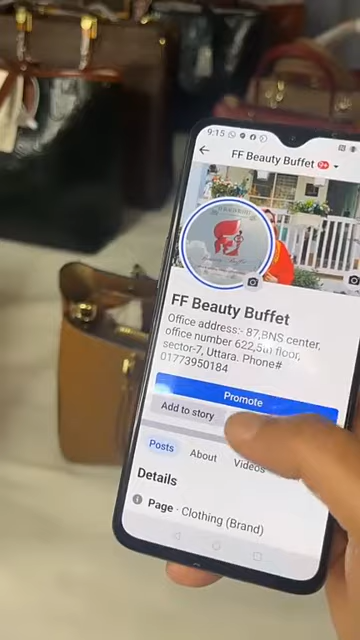 9:15
FF Beauty Buffet 9+
FF Beauty Buffet
Office address:- 87,BNS center,
office number 622,5th floor,
sector-7, Uttara. Phone#
01773950184
Promote
Add to story
Posts About Videos
Details
Page · Clothing (Brand)